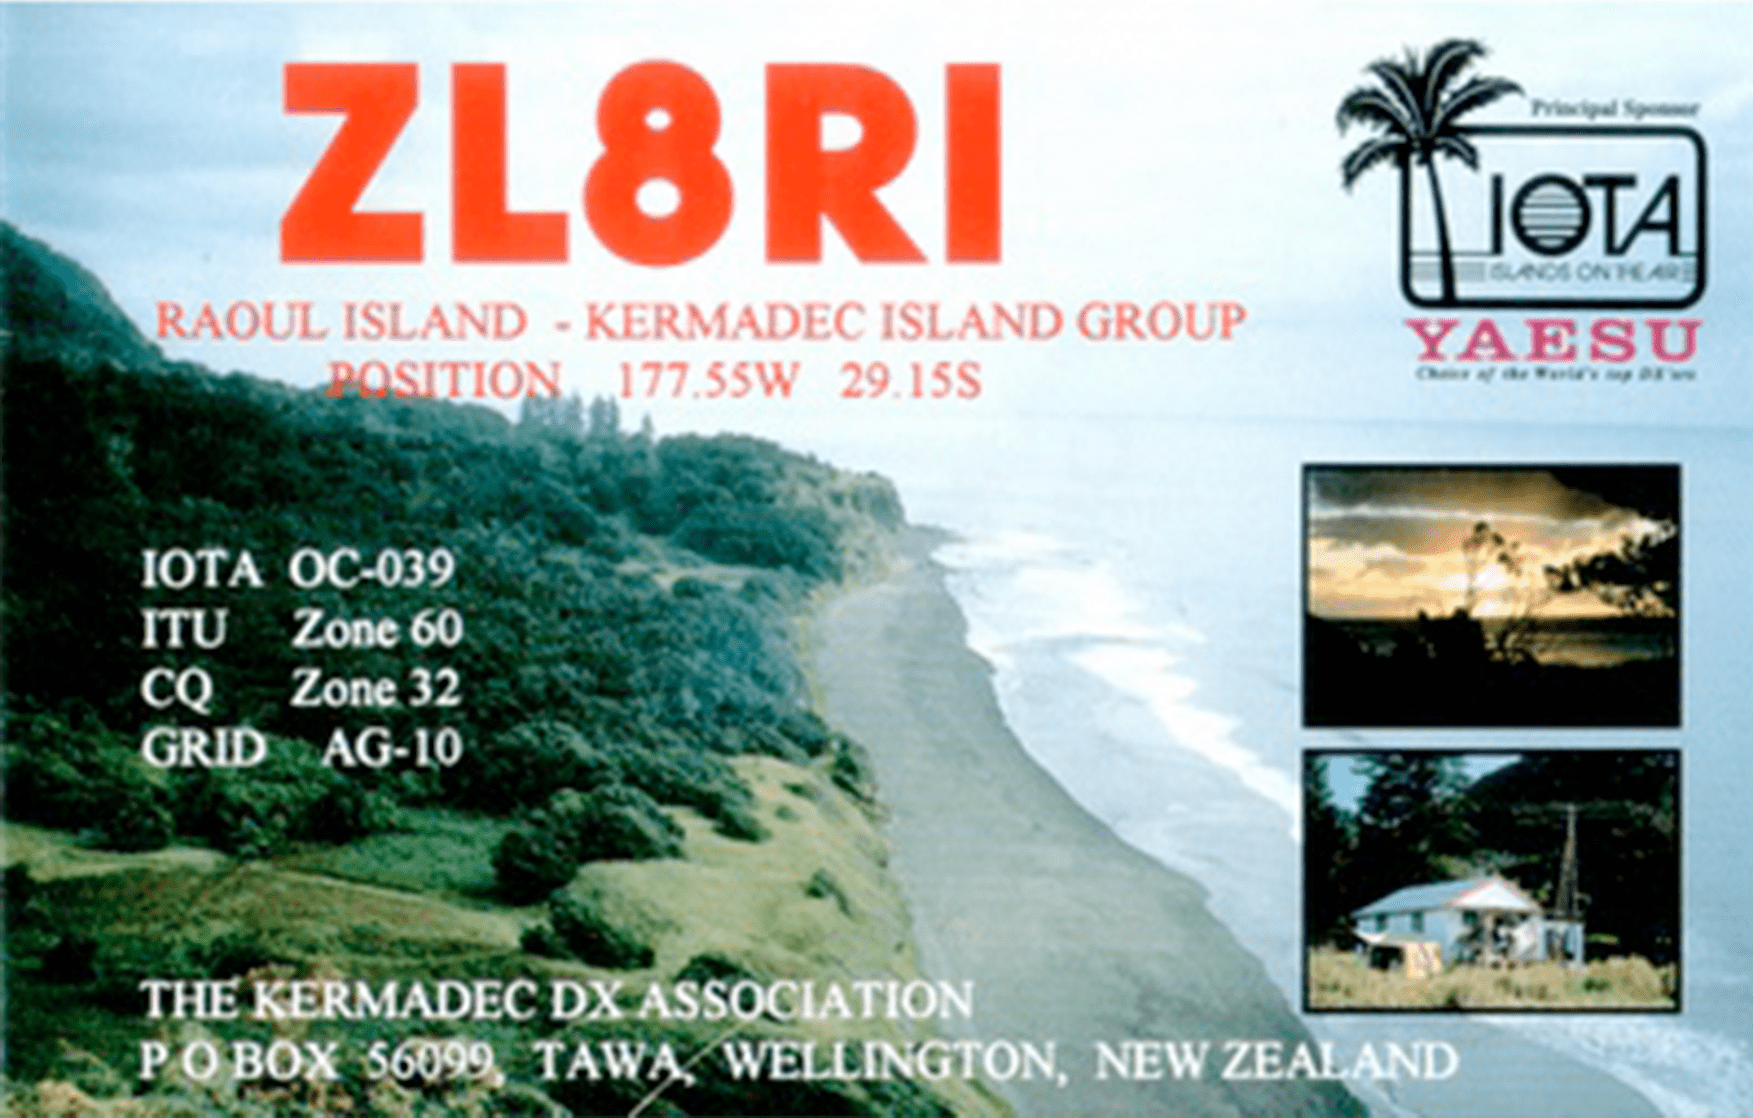 ZL8RI
RAOUL ISLAND - KERMADEC ISLAND GROUP
POSITION 177.55W 29.15S
Principal Sponsor
IOTA
ISLANDS ON THE AIR
YAESU
Choice of the World's top DX'ers
IOTA OC-039
ITU Zone 60
CQ Zone 32
GRID AG-10
THE KERMADEC DX ASSOCIATION
P O BOX 56099, TAWA, WELLINGTON, NEW ZEALAND